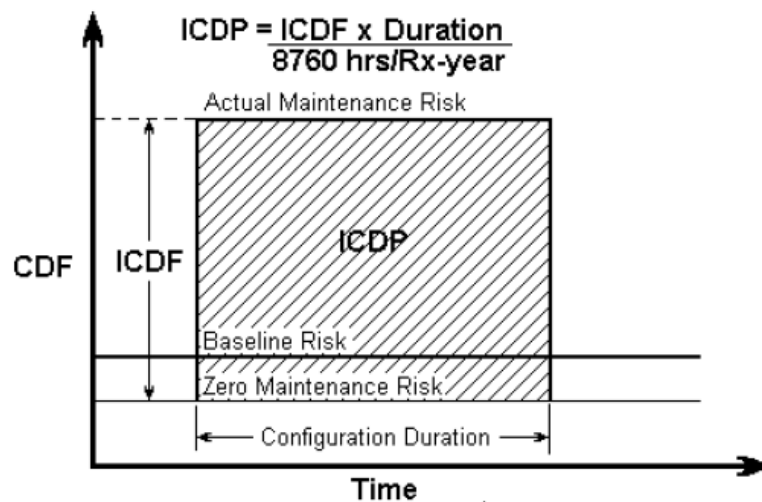 ICDP = ICDF x Duration
8760 hrs/Rx-year
Actual Maintenance Risk
ICDP
CDF
ICDF
Baseline Risk
Zero Maintenance Risk
Configuration Duration
Time